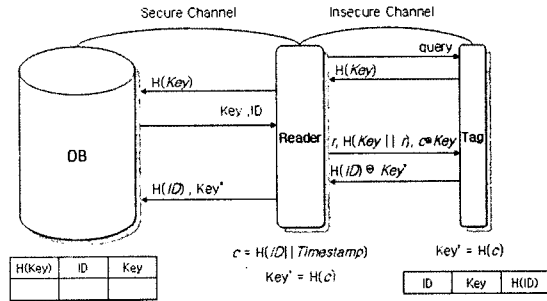 Secure Channel Insecure Channel
query
H(Key) H(Key)
Key ,ID
OB Reader r, H(Key || r), c⊕Key Tag
H(ID) ⊕ Key'
H(ID) , Key'
c = H(ID||Timestamp) Key' = H(c)
Key' = H(c)
H(Key) ID Key
ID Key H(ID)